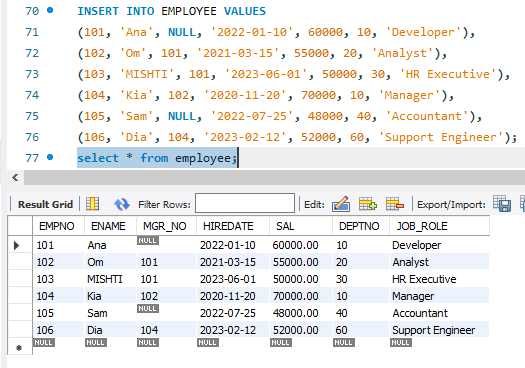 70 INSERT INTO EMPLOYEE VALUES
71 (101, 'Ana', NULL, '2022-01-10', 60000, 10, 'Developer'),
72 (102, 'Om', 101, '2021-03-15', 55000, 20, 'Analyst'),
73 (103, 'MISHTI', 101, '2023-06-01', 50000, 30, 'HR Executive'),
74 (104, 'Kia', 102, '2020-11-20', 70000, 10, 'Manager'),
75 (105, 'Sam', NULL, '2022-07-25', 48000, 40, 'Accountant'),
76 (106, 'Dia', 104, '2023-02-12', 52000, 60, 'Support Engineer');
77 select * from employee;
Result Grid Filter Rows: Edit: Export/Import:
EMPNO ENAME MGR_NO HIREDATE SAL DEPTNO JOB_ROLE
101 Ana NULL 2022-01-10 60000.00 10 Developer
102 Om 101 2021-03-15 55000.00 20 Analyst
103 MISHTI 101 2023-06-01 50000.00 30 HR Executive
104 Kia 102 2020-11-20 70000.00 10 Manager
105 Sam NULL 2022-07-25 48000.00 40 Accountant
106 Dia 104 2023-02-12 52000.00 60 Support Engineer
NULL NULL NULL NULL NULL NULL NULL